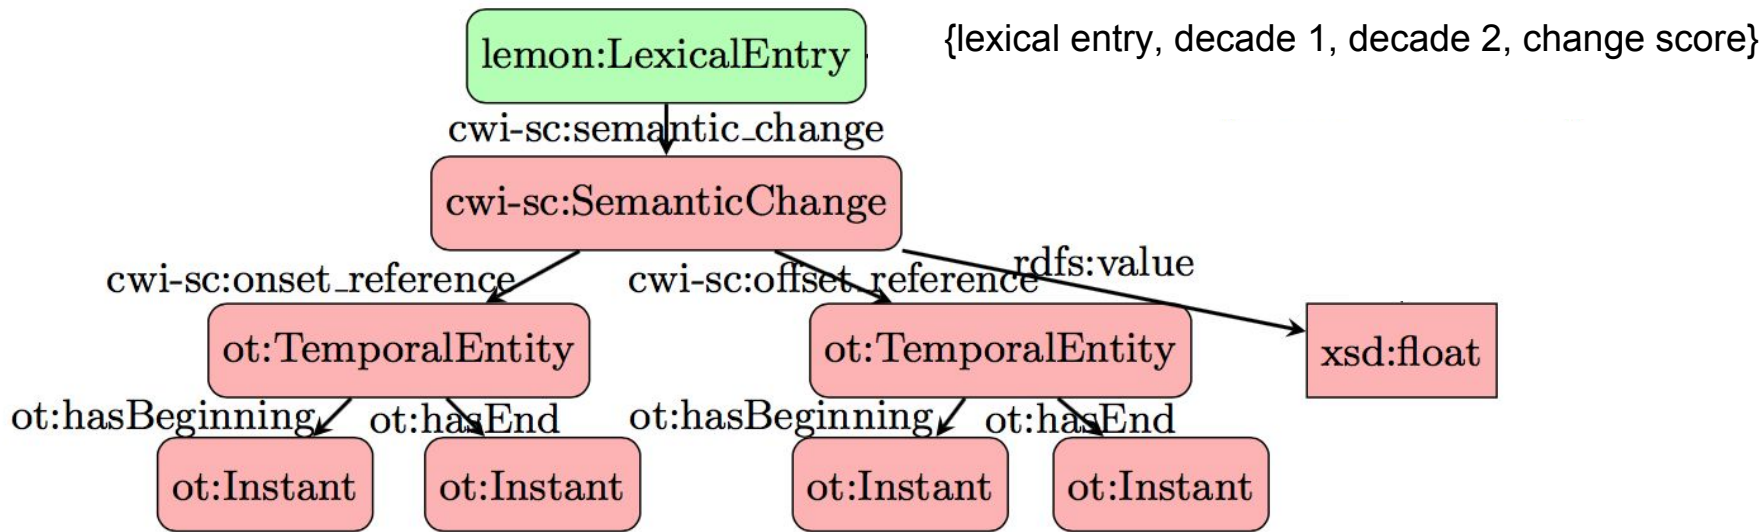 lemon:LexicalEntry
{lexical entry, decade 1, decade 2, change score}
cwi-sc:semantic_change
cwi-sc:SemanticChange
cwi-sc:onset_reference
cwi-sc:offset_reference
rdfs:value
ot:TemporalEntity
ot:TemporalEntity
xsd:float
ot:hasBeginning
ot:hasEnd
ot:hasBeginning
ot:hasEnd
ot:Instant
ot:Instant
ot:Instant
ot:Instant